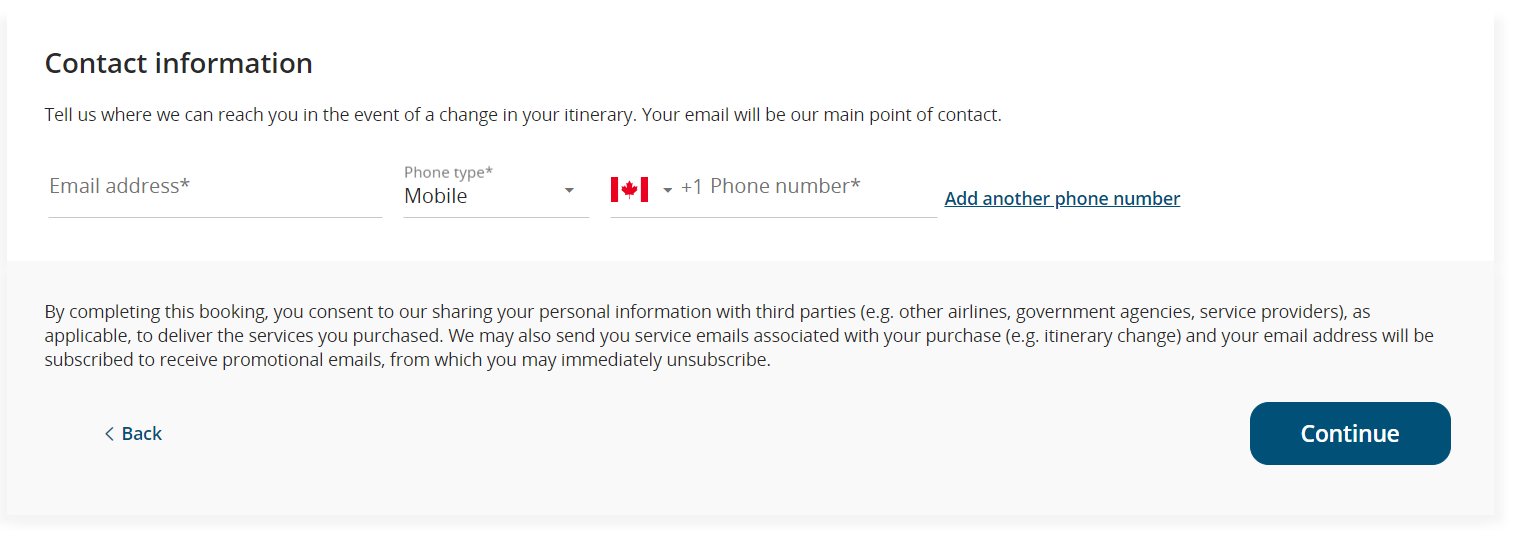 Contact information
Tell us where we can reach you in the event of a change in your itinerary. Your email will be our main point of contact.
Email address*
Phone type*
Mobile
+1 Phone number*
Add another phone number
By completing this booking, you consent to our sharing your personal information with third parties (e.g. other airlines, government agencies, service providers), as
applicable, to deliver the services you purchased. We may also send you service emails associated with your purchase (e.g. itinerary change) and your email address will be
subscribed to receive promotional emails, from which you may immediately unsubscribe.
Back
Continue